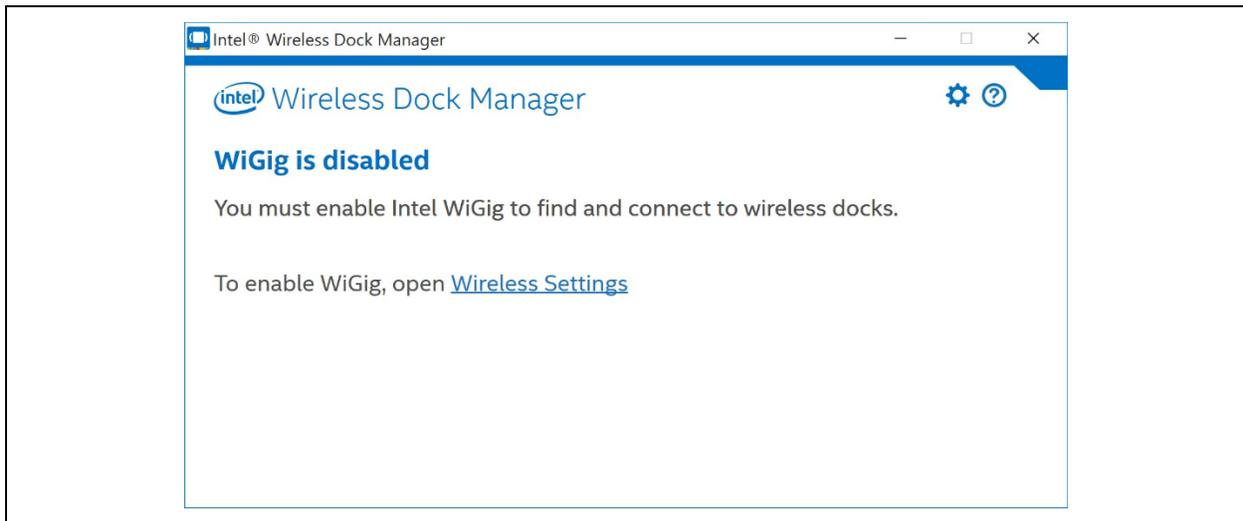 Intel® Wireless Dock Manager
intel Wireless Dock Manager
WiGig is disabled
You must enable Intel WiGig to find and connect to wireless docks.
To enable WiGig, open Wireless Settings